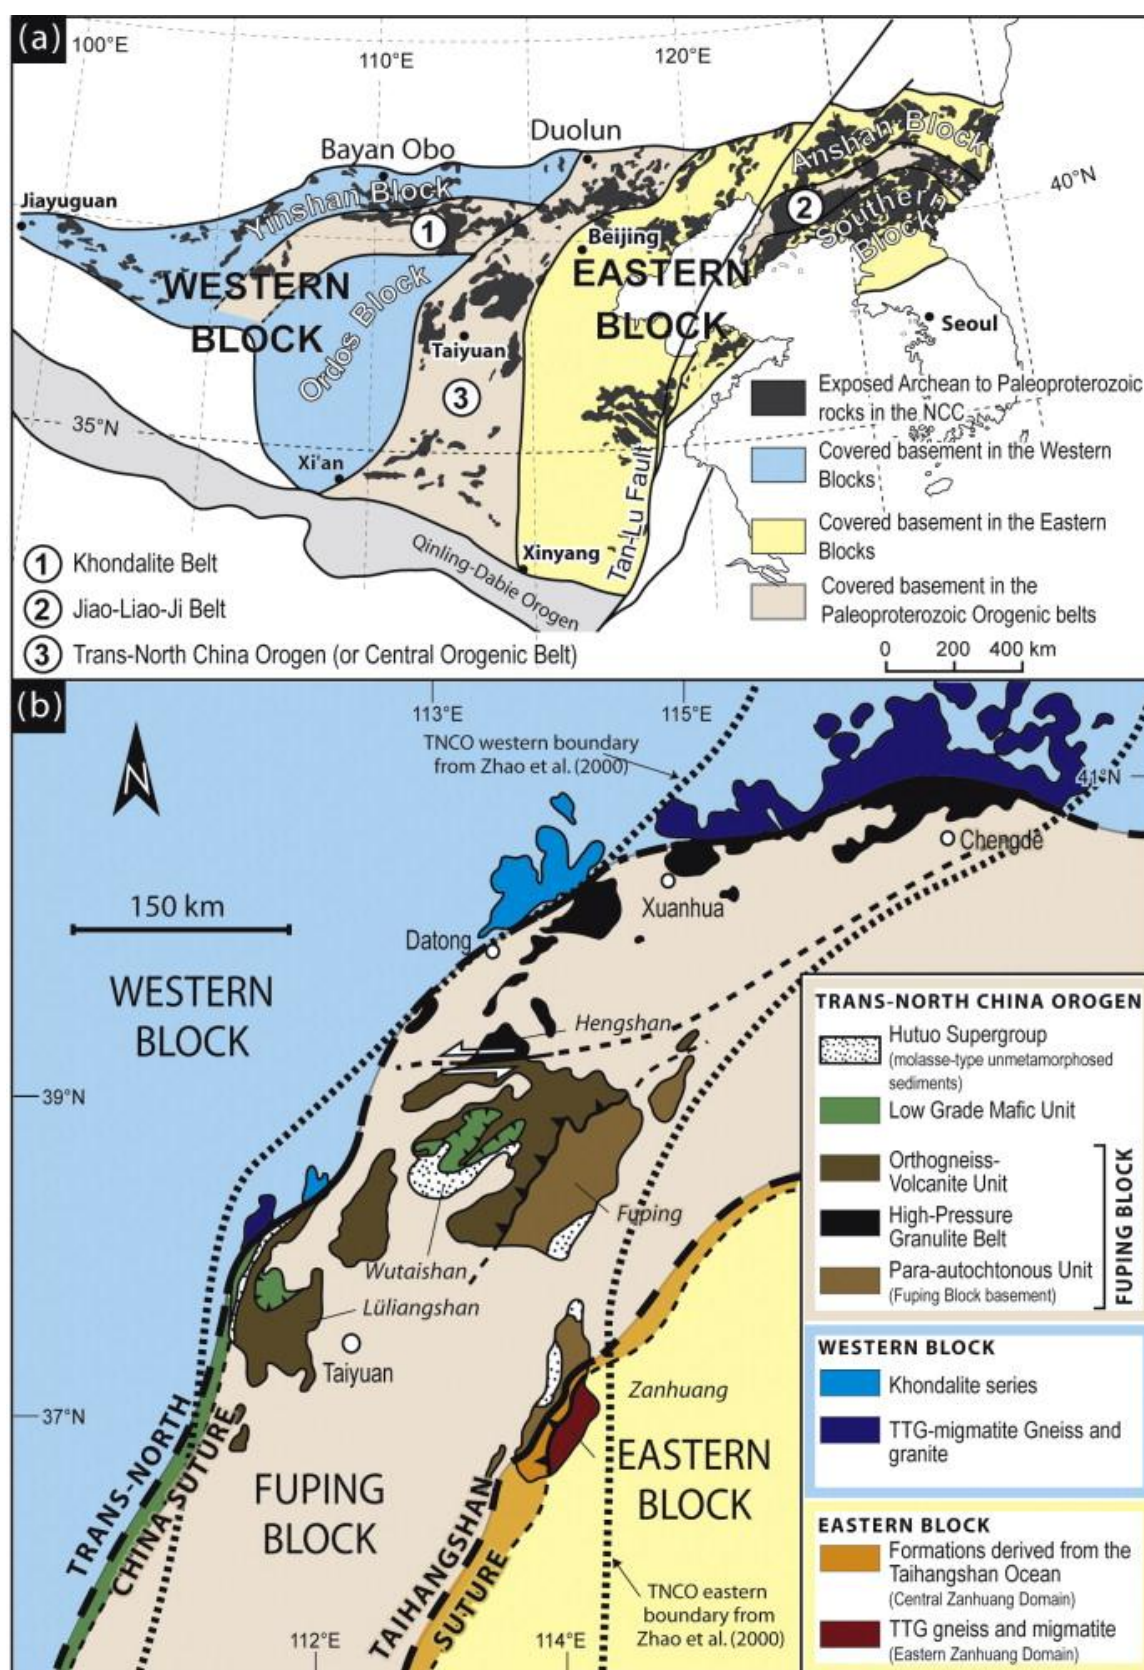 (a)
100°E
110°E
120°E
40°N
35°N
Duolun
Bayan Obo
Jiayuguan
Yinshan Block
Anshan Block
Southern
Block
1
2
3
Beijing
WESTERN
BLOCK
EASTERN
BLOCK
Ordos Block
Taiyuan
Seoul
Xi'an
Xinyang
Tan-Lu Fault
Qinling-Dabie Orogen
Exposed Archean to Paleoproterozoic
rocks in the NCC
Covered basement in the Western
Blocks
Covered basement in the Eastern
Blocks
Covered basement in the
Paleoproterozoic Orogenic belts
1 Khondalite Belt
2 Jiao-Liao-Ji Belt
3 Trans-North China Orogen (or Central Orogenic Belt)
0 200 400 km
(b)
113°E
115°E
TNCO western boundary
from Zhao et al. (2000)
41°N
N
Chengde
150 km
Xuanhua
Datong
WESTERN
BLOCK
Hengshan
39°N
Fuping
Wutaishan
Lüliangshan
Taiyuan
Zanhuang
37°N
TRANS-NORTH
CHINA SUTURE
FUPING
BLOCK
TAIHANGSHAN
SUTURE
EASTERN
BLOCK
TNCO eastern
boundary from
Zhao et al. (2000)
112°E
114°E
TRANS-NORTH CHINA OROGEN
Hutuo Supergroup
(molasse-type unmetamorphosed
sediments)
Low Grade Mafic Unit
Orthogneiss-
Volcanite Unit
High-Pressure
Granulite Belt
Para-autochtonous Unit
(Fuping Block basement)
FUPING BLOCK
WESTERN BLOCK
Khondalite series
TTG-migmatite Gneiss and
granite
EASTERN BLOCK
Formations derived from the
Taihangshan Ocean
(Central Zanhuang Domain)
TTG gneiss and migmatite
(Eastern Zanhuang Domain)